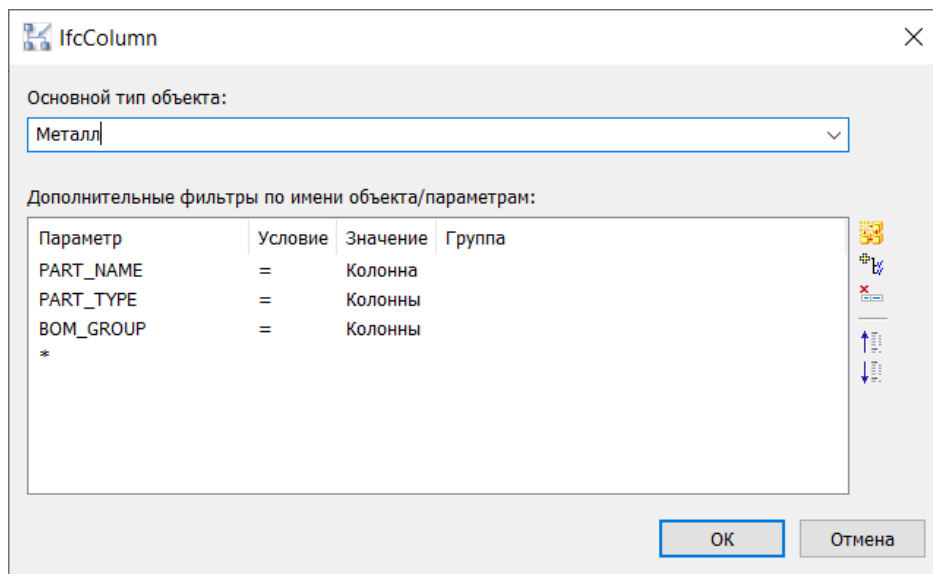 IfcColumn
Основной тип объекта:
Металл
Дополнительные фильтры по имени объекта/параметрам:
Параметр Условие Значение Группа
PART_NAME = Колонна
PART_TYPE = Колонны
BOM_GROUP = Колонны
*
ОК Отмена